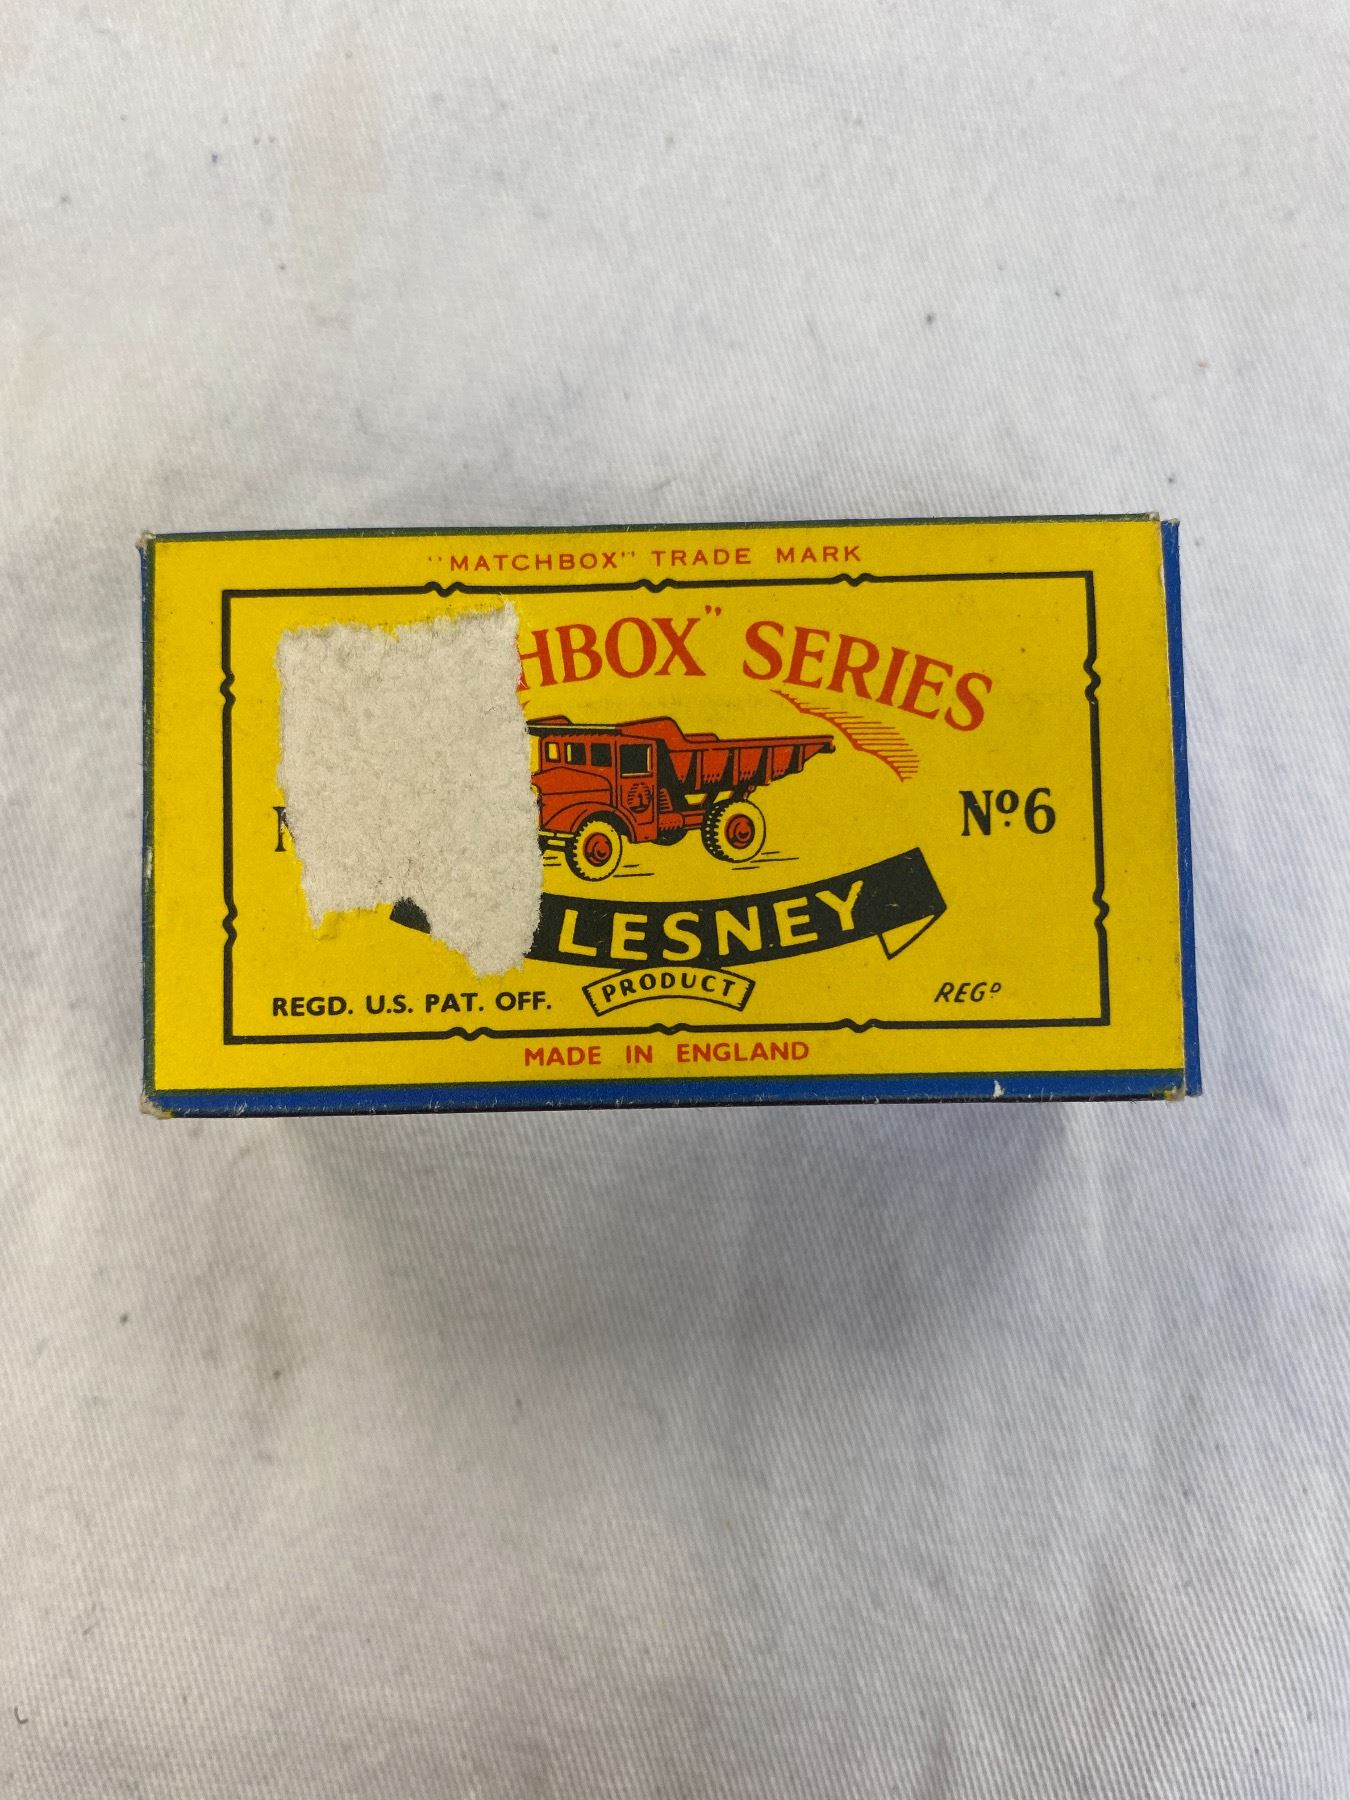 "MATCHBOX" TRADE MARK
HBOX" SERIES
Nº6
LESNEY
PRODUCT
REGD. U.S. PAT. OFF.
REGᴰ
MADE IN ENGLAND